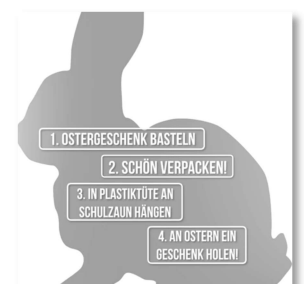 1. OSTERGESCHENK BASTELN
2. SCHÖN VERPACKEN!
3. IN PLASTIKTÜTE AN
SCHULZAUN HÄNGEN
4. AN OSTERN EIN
GESCHENK HOLEN!